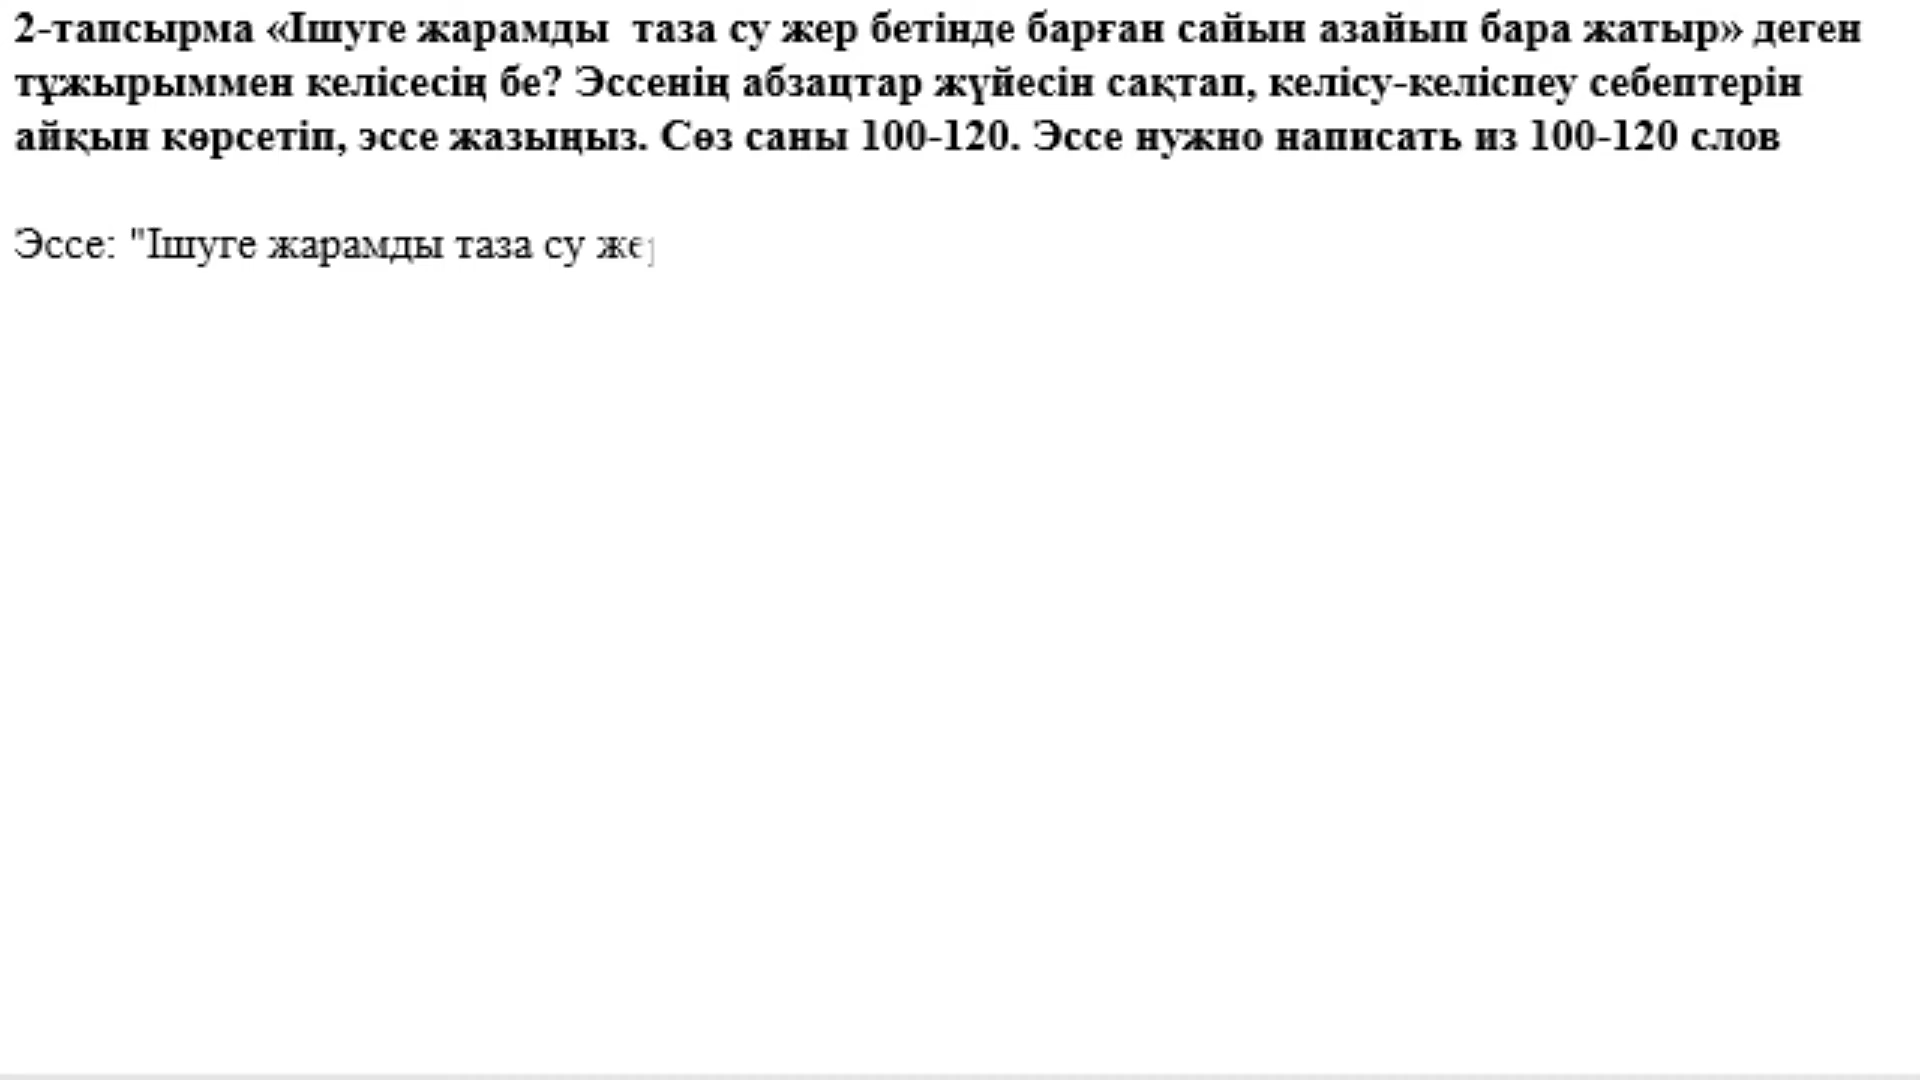 2-тапсырма «Ішуге жарамды  таза су жер бетінде барған сайын азайып бара жатыр» деген
тұжырыммен келісесің бе? Эссенің абзацтар жүйесін сақтап, келісу-келіспеу себептерін
айқын көрсетіп, эссе жазыңыз. Сөз саны 100-120. Эссе нужно написать из 100-120 слов
Эссе: "Ішуге жарамды таза су